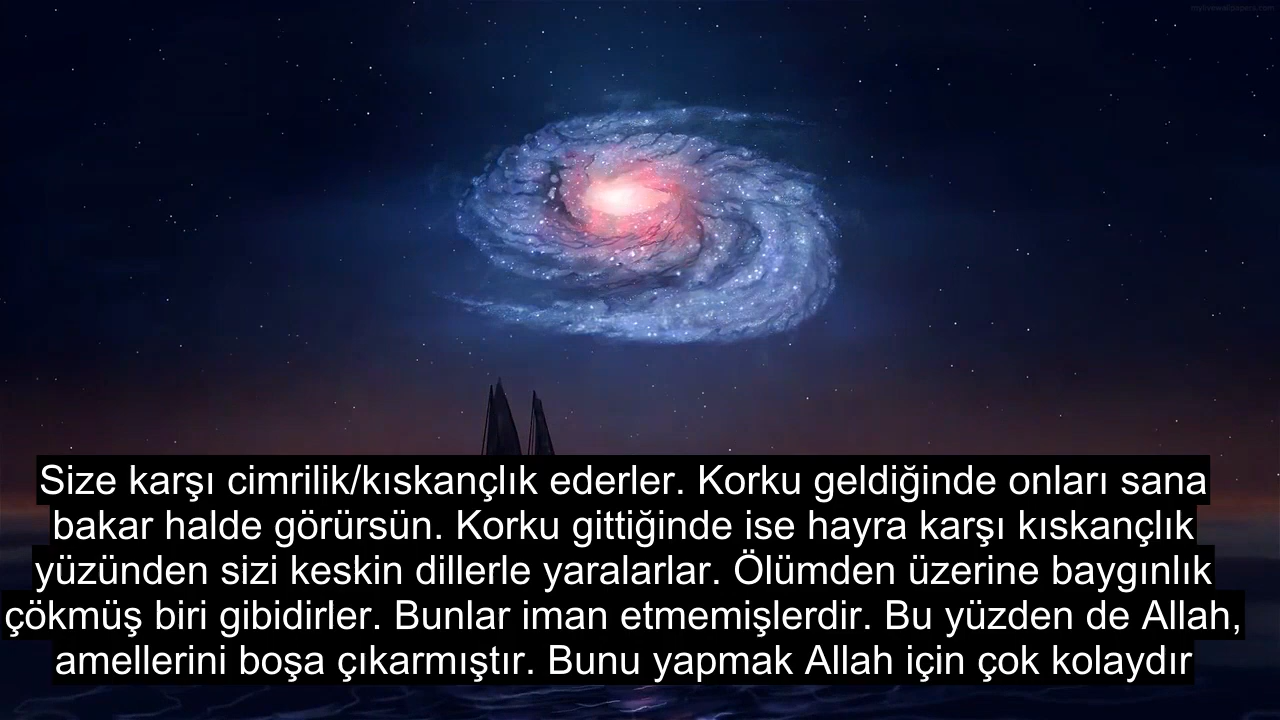 Size karşı cimrilik/kıskançlık ederler. Korku geldiğinde onları sana
bakar halde görürsün. Korku gittiğinde ise hayra karşı kıskançlık
yüzünden sizi keskin dillerle yaralarlar. Ölümden üzerine baygınlık
çökmüş biri gibidirler. Bunlar iman etmemişlerdir. Bu yüzden de Allah,
amellerini boşa çıkarmıştır. Bunu yapmak Allah için çok kolaydır